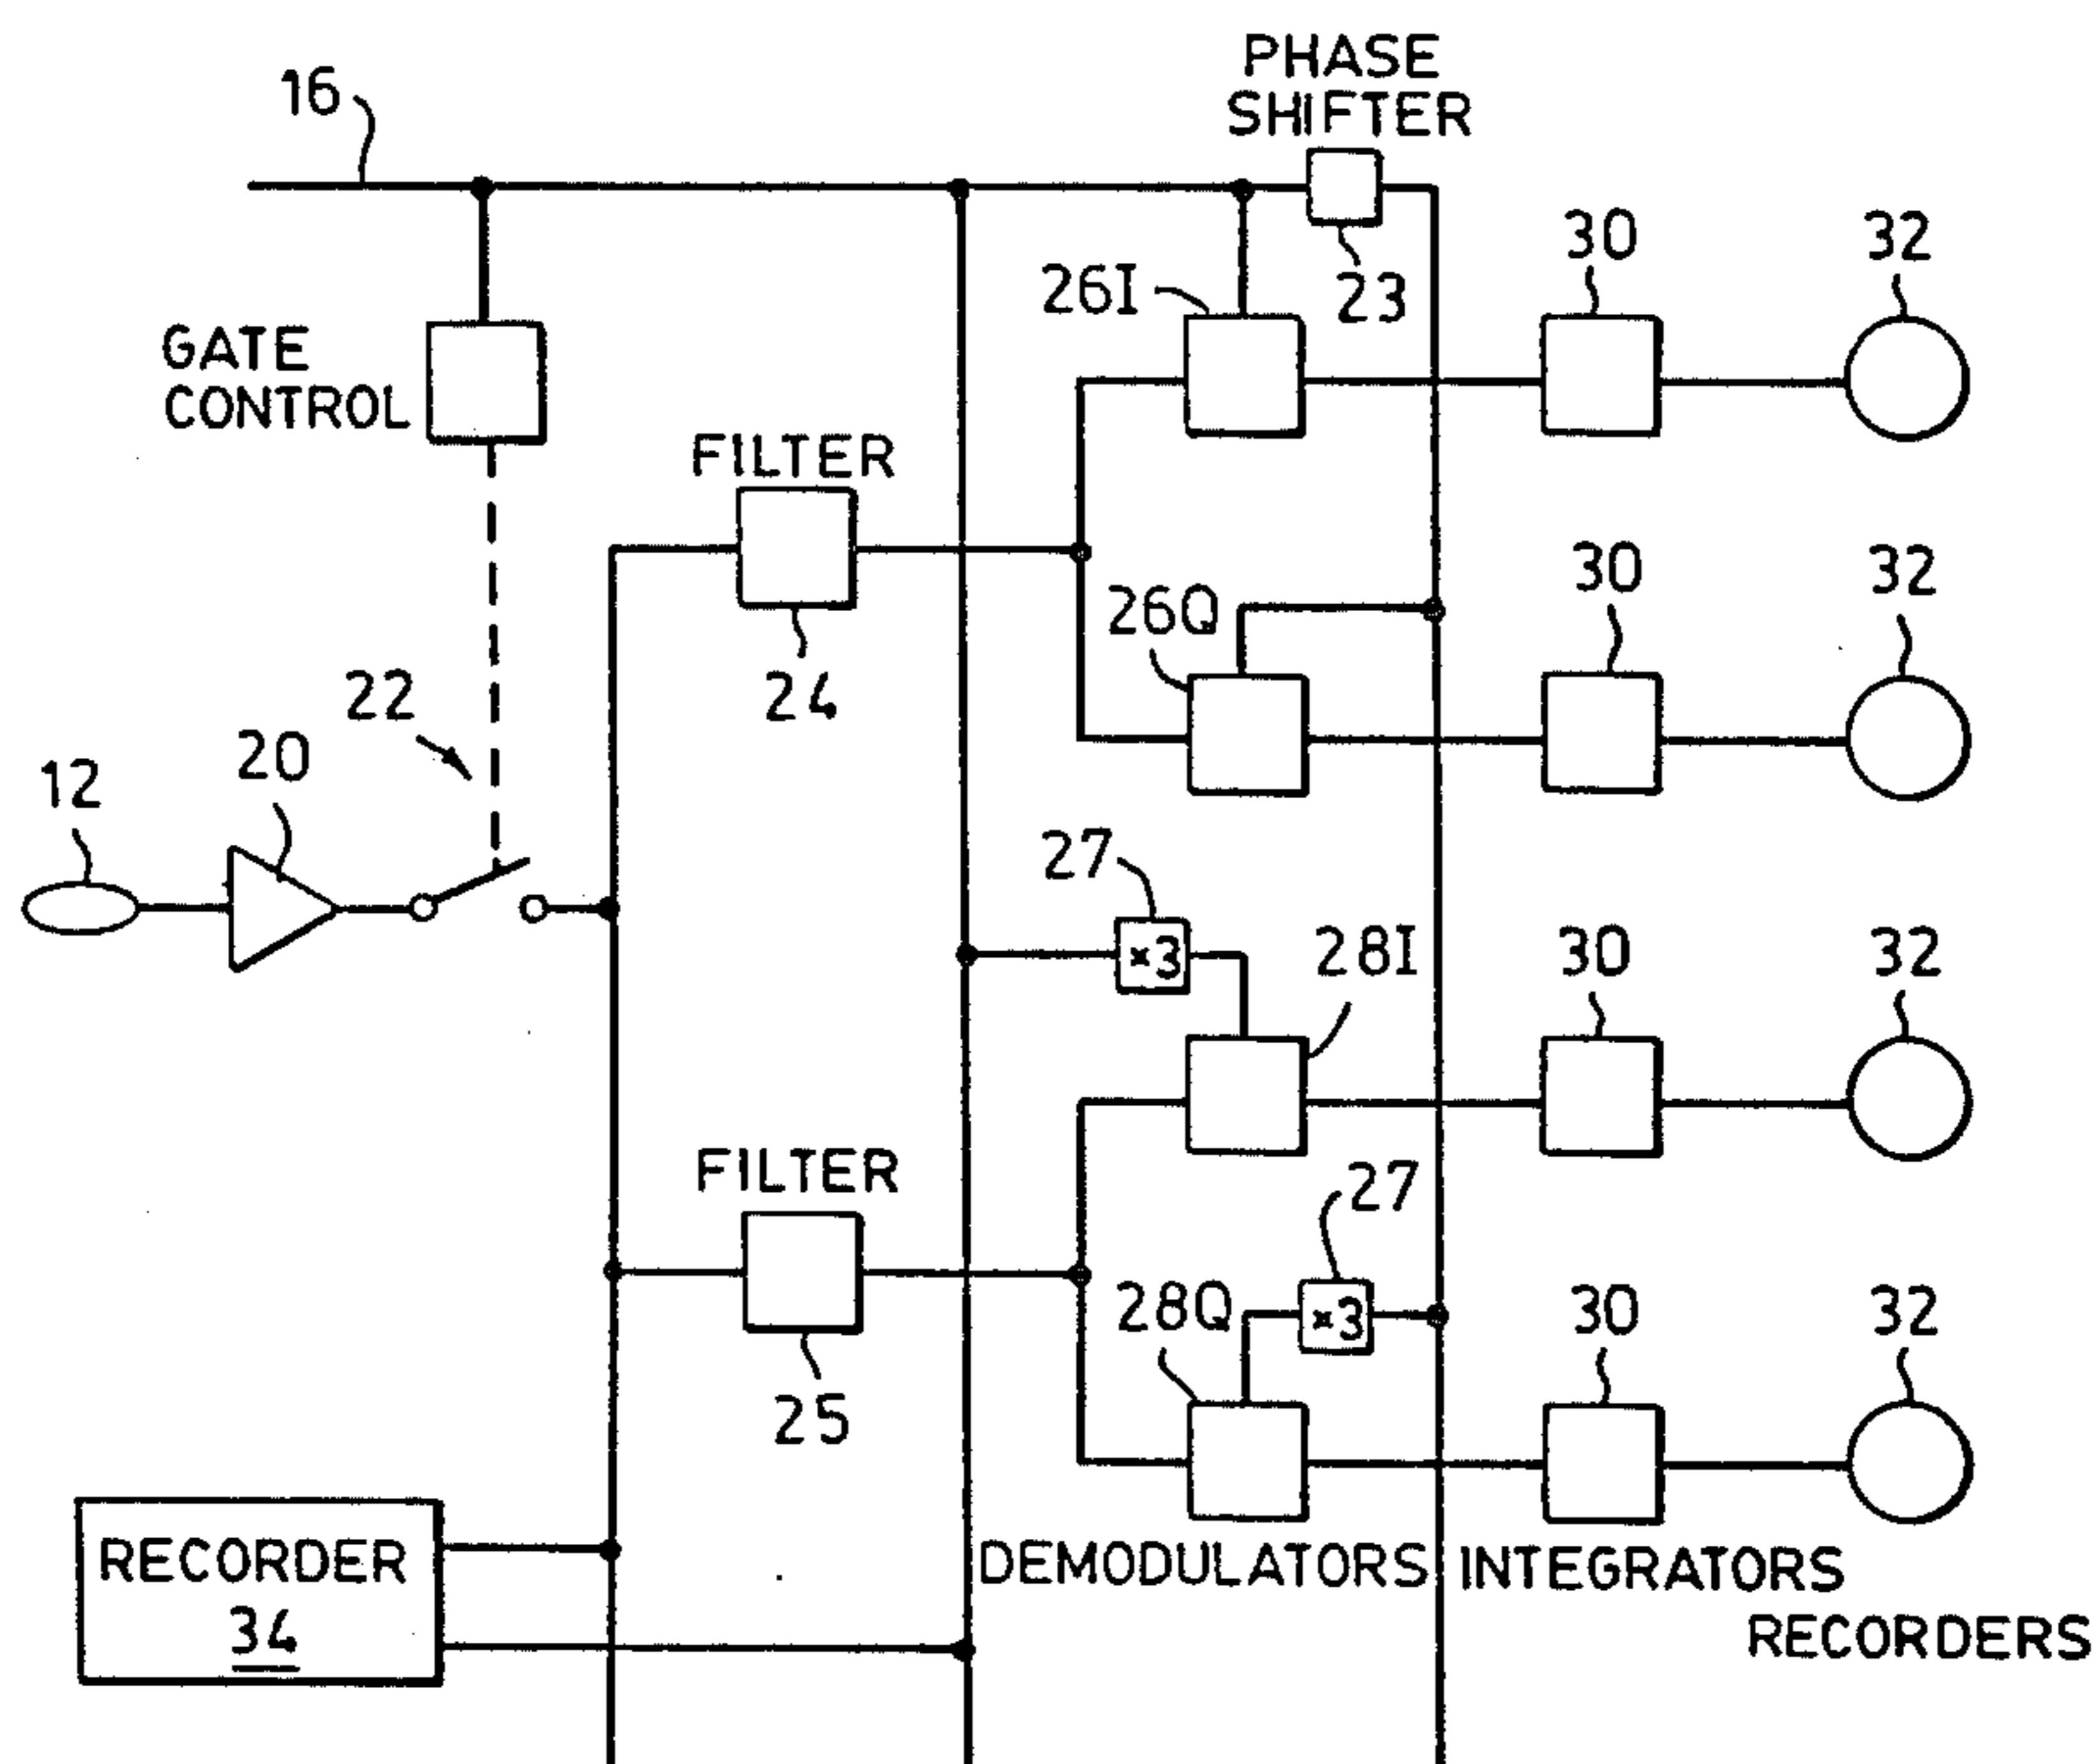 PHASE
SHIFTER
16
23
30
32
26I
GATE
CONTROL
FILTER
24
26Q
30
32
22
20
12
27
×3
28I
30
32
FILTER
25
27
×3
28Q
30
32
RECORDER
34
DEMODULATORS
INTEGRATORS
RECORDERS